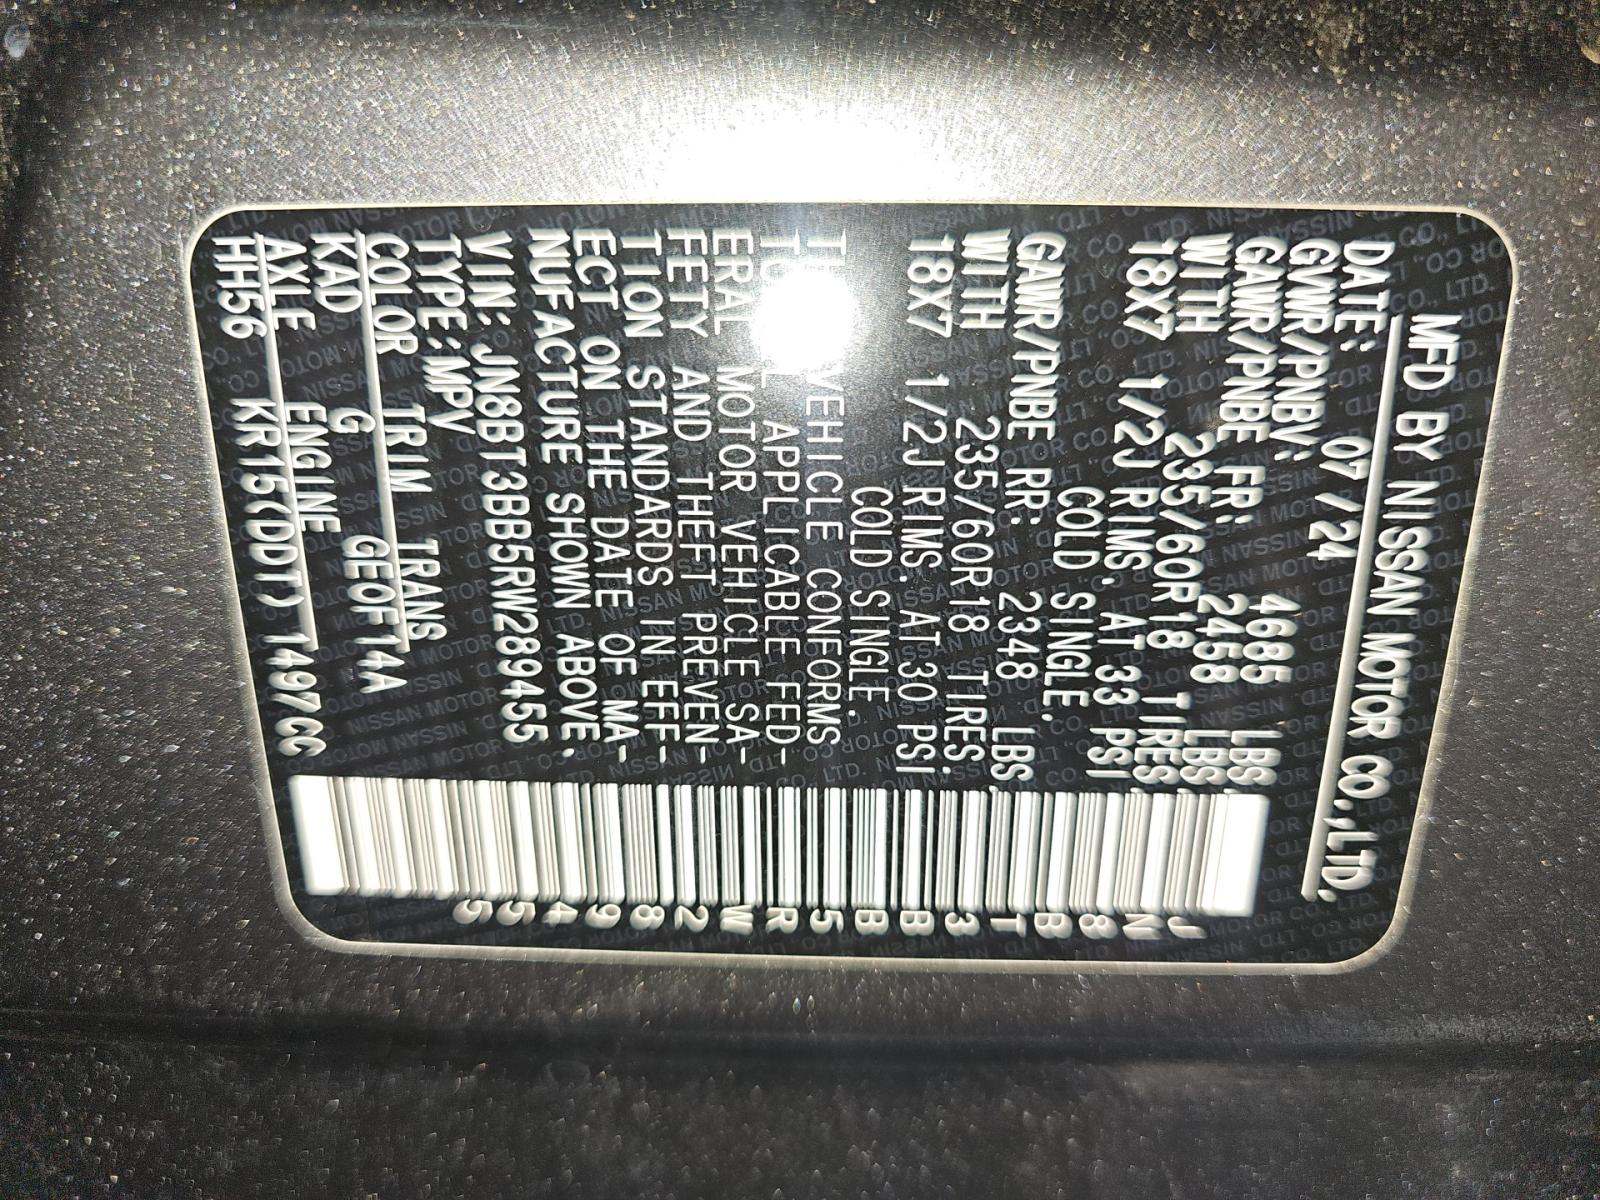 MFD BY NISSAN MOTOR CO.,LTD.
DATE: 07/24
GVWR/PNBV: 4685 LBS.
GAWR/PNBE FR: 2458 LBS.
WITH 235/60R18 TIRES,
18X7 1/2J RIMS, AT 33 PSI
COLD SINGLE.
GAWR/PNBE RR: 2348 LBS.
WITH 235/60R18 TIRES,
18X7 1/2J RIMS, AT 30 PSI
COLD SINGLE.
VEHICLE CONFORMS
APPLICABLE FED-
ERAL MOTOR VEHICLE SA-
FETY AND THEFT PREVEN-
TION STANDARDS IN EFF-
ECT ON THE DATE OF MA-
NUFACTURE SHOWN ABOVE.
VIN: JN8BT3BB5RW289455
TYPE:MPV
COLOR TRIM TRANS
KAD G GE0F14A
AXLE ENGINE
HH56 KR15(DDT) 1497CC
JN8BT3BB5RW289455